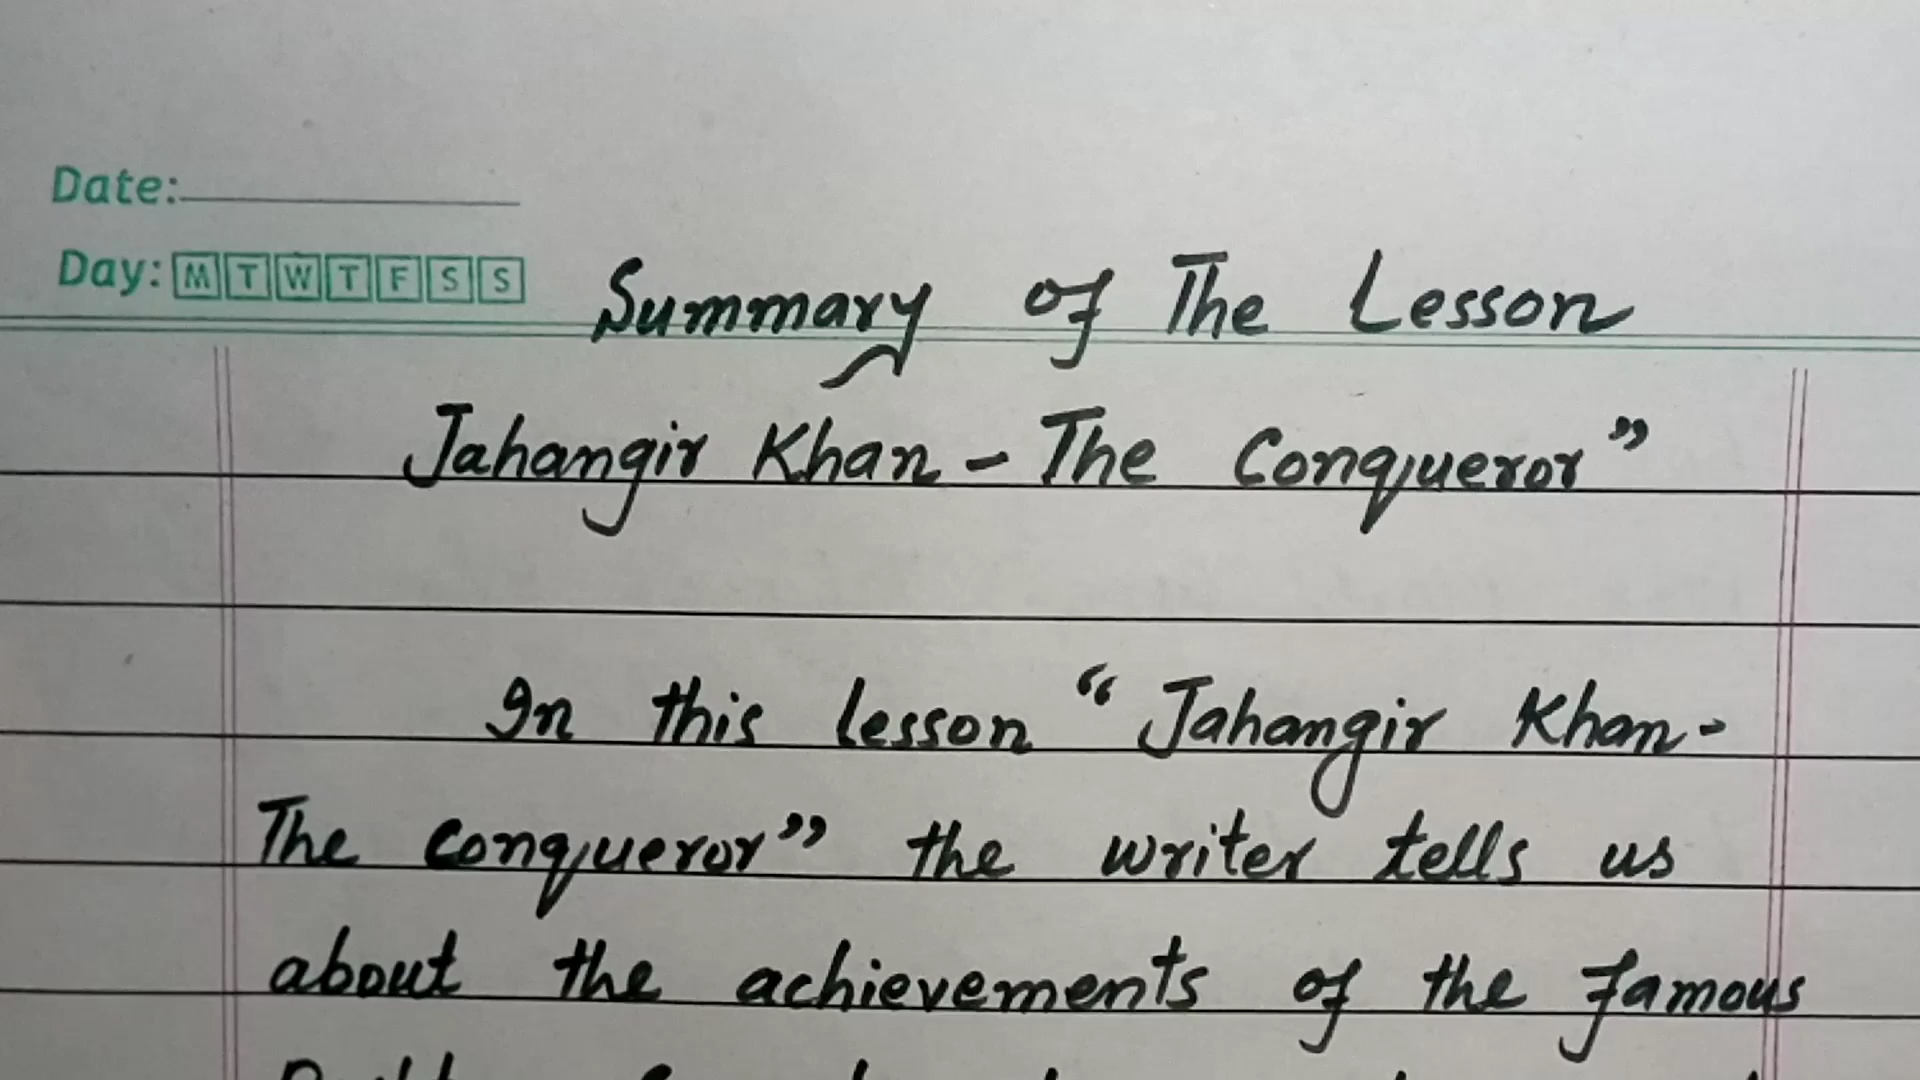 Date:
Day: M T W T F S S
Summary of The Lesson
Jahangir Khan - The Conqueror”
In this lesson “Jahangir Khan -
The conqueror” the writer tells us
about the achievements of the famous